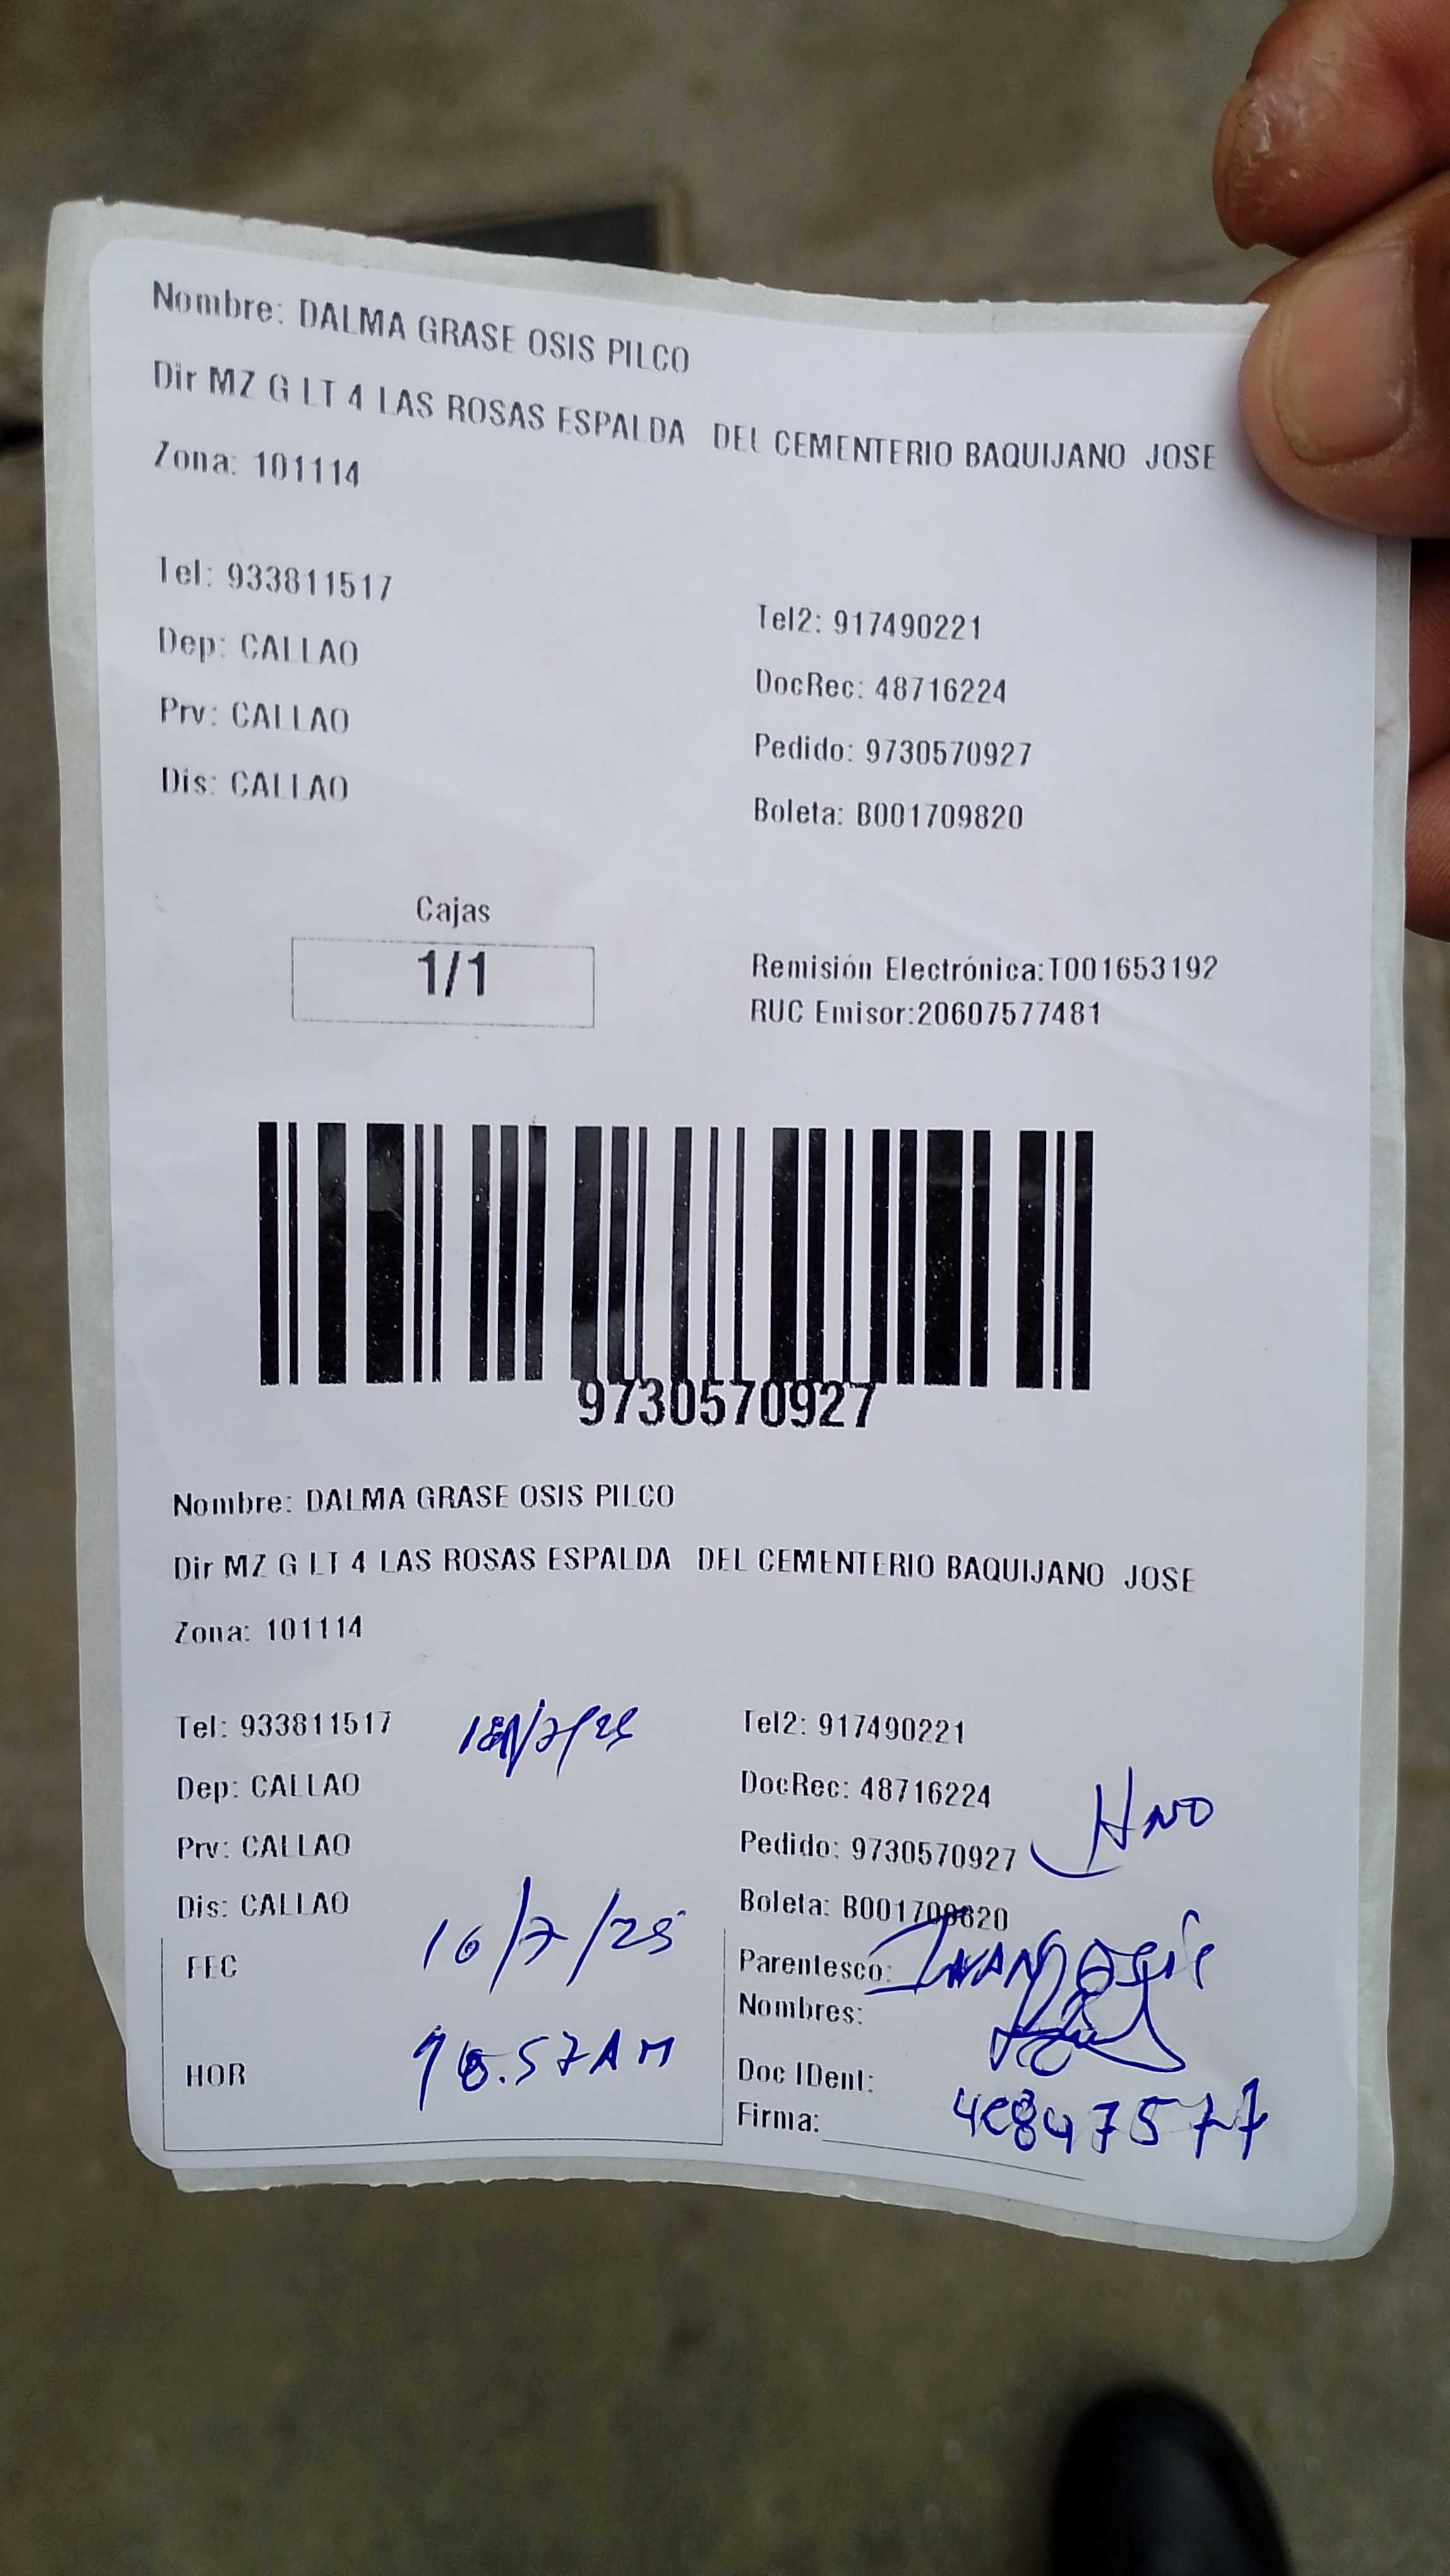 Nombre: DALMA GRASE OSIS PILCO
Dir MZ G LT 4 LAS ROSAS ESPALDA DEL CEMENTERIO BAQUIJANO JOSE
Zona: 101114
Tel: 933811517
Tel2: 917490221
Dep: CALLAO
DocRec: 48716224
Prv: CALLAO
Pedido: 9730570927
Dis: CALLAO
Boleta: B001709820
Cajas
1/1
Remisión Electrónica:T001653192
RUC Emisor:20607577481
9730570927
Nombre: DALMA GRASE OSIS PILCO
Dir MZ G LT 4 LAS ROSAS ESPALDA DEL CEMENTERIO BAQUIJANO JOSE
Zona: 101114
Tel: 933811517
Tel2: 917490221
Dep: CALLAO
DocRec: 48716224
HNO
Prv: CALLAO
Pedido: 9730570927
Dis: CALLAO
Boleta: B001709820
FEC 16/7/25
Parentesco: IVAN OSIS
Nombres:
HOR
Doc IDent:
Firma: